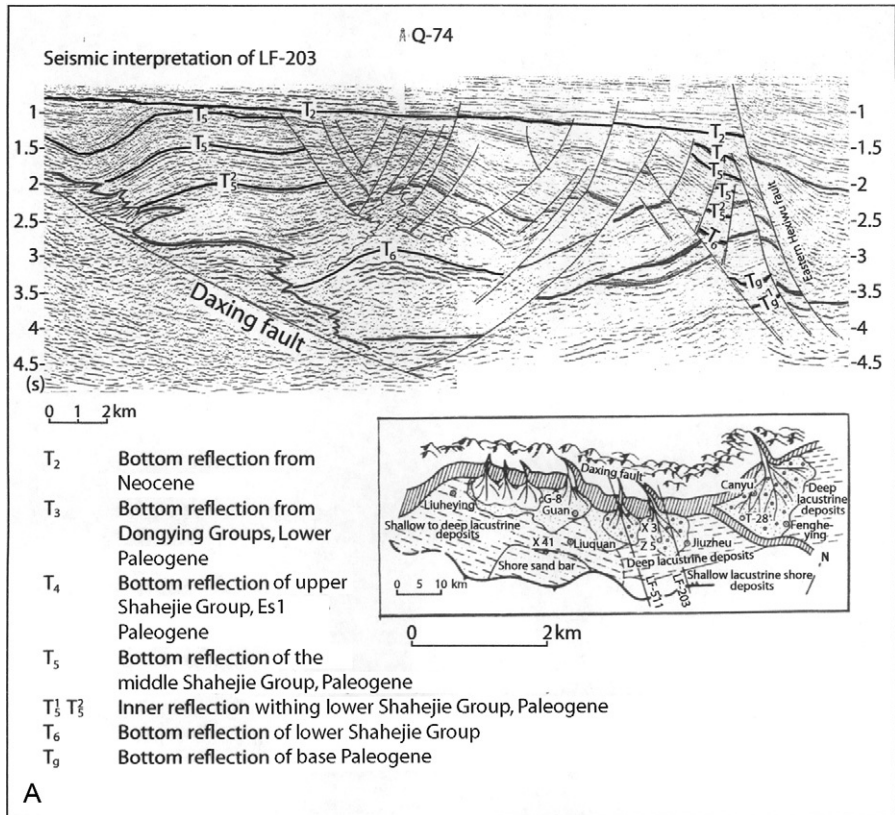 Q-74
Seismic interpretation of LF-203
1
1.5
2
2.5
3
3.5
4
4.5
(s)
T5
T2
T5
T5^2
T6
Daxing fault
T2
T4
T5
T5
T5^2
T6
Tg
Tg^1
Eastern Hexiwu fault
1
1.5
2
2.5
3
3.5
4
4.5
0 1 2 km
T2 Bottom reflection from
Neocene
T3 Bottom reflection from
Dongying Groups, Lower
Paleogene
T4 Bottom reflection of upper
Shahejie Group, Es1
Paleogene
T5 Bottom reflection of the
middle Shahejie Group, Paleogene
T5^1 T5^2 Inner reflection withing lower Shahejie Group, Paleogene
T6 Bottom reflection of lower Shahejie Group
Tg Bottom reflection of base Paleogene
Daxing fault
Canyu
Deep
lacustrine
deposits
Liuheying
G-8
Guan
T-28
Fenghe-
ying
Shallow to deep lacustrine
deposits
X 3
X 41
Liuquan
Z 5
Jiuzheu
Deep lacustrine deposits
N
Shore sand bar
Shallow lacustrine shore
deposits
0 5 10 km
LF-511
LF-203
0 2 km
A